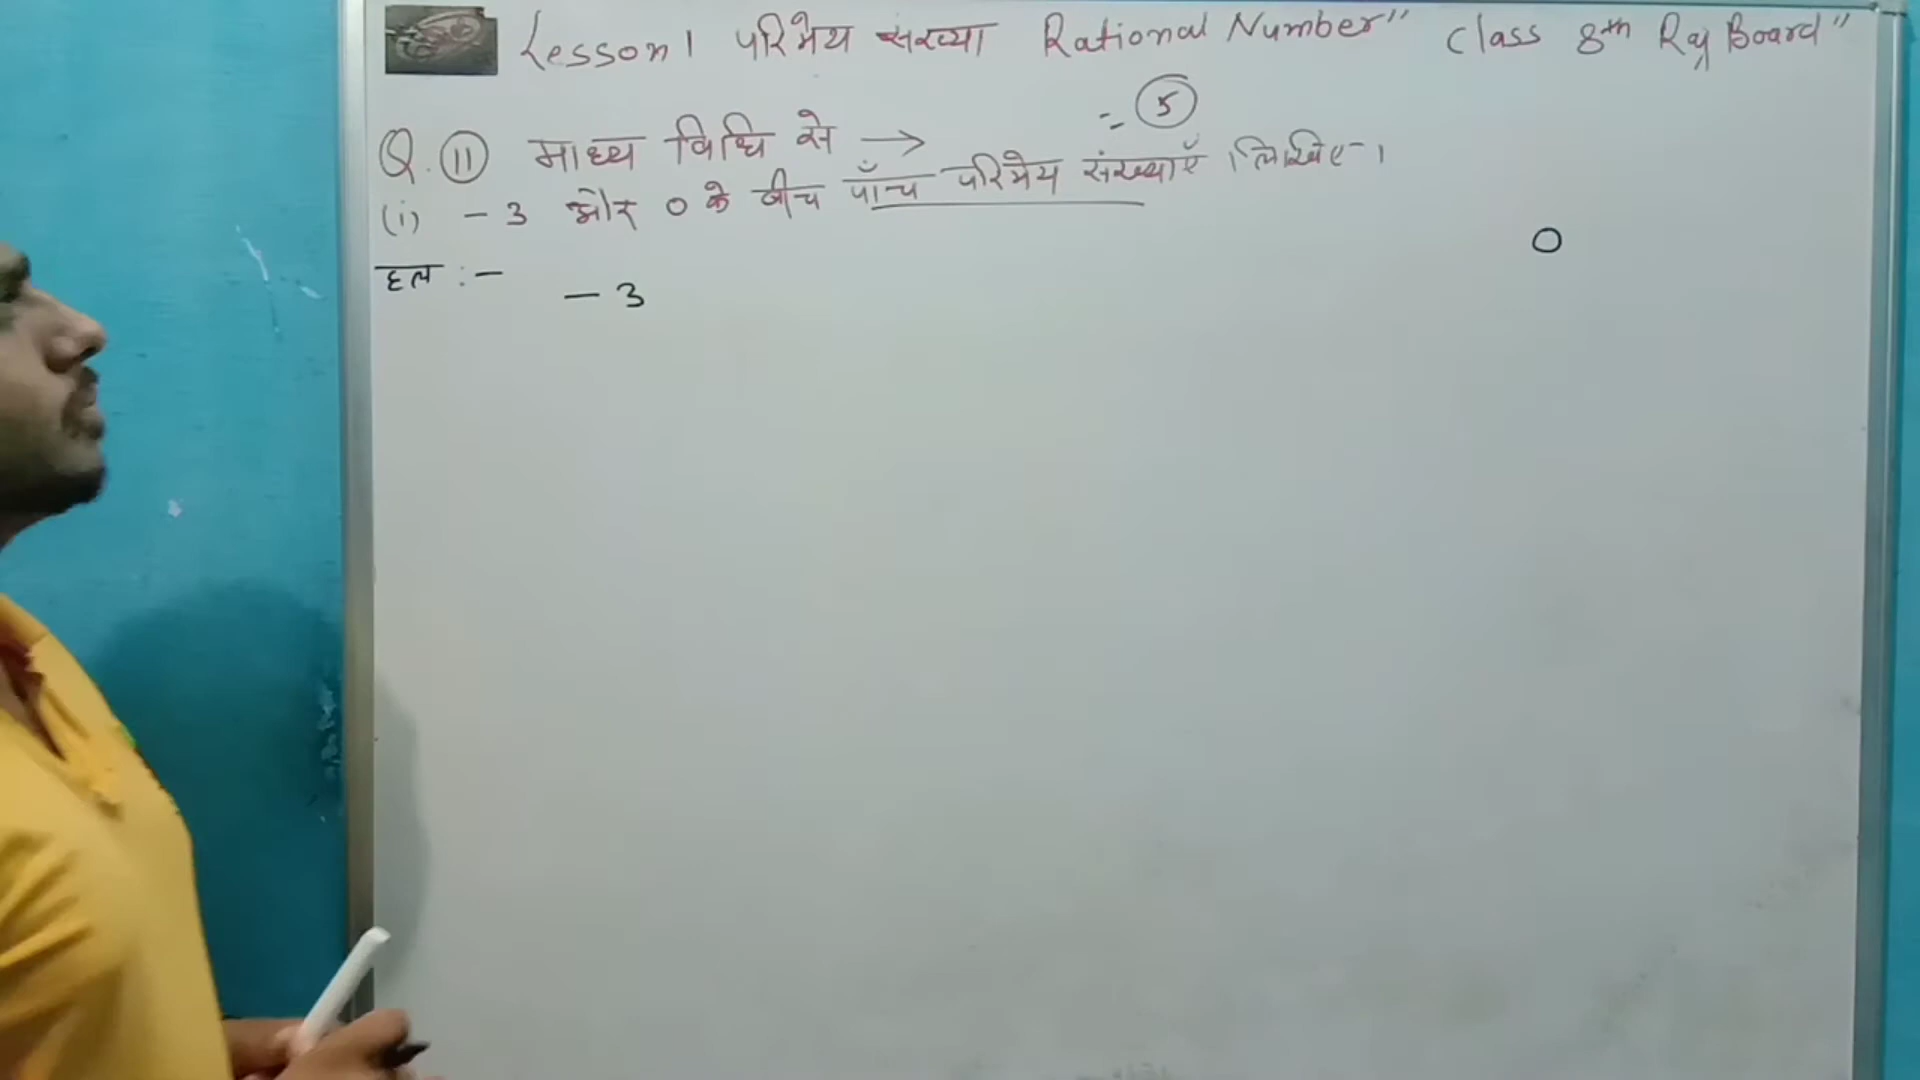 Lesson 1 परिमेय संख्या Rational Number" Class 8th Raj Board"
= 5
Q. 11 माध्य विधि से →
(i) - 3 और 0 के बीच पाँच परिमेय संख्याएँ लिखिए-।
0
हल :-
- 3